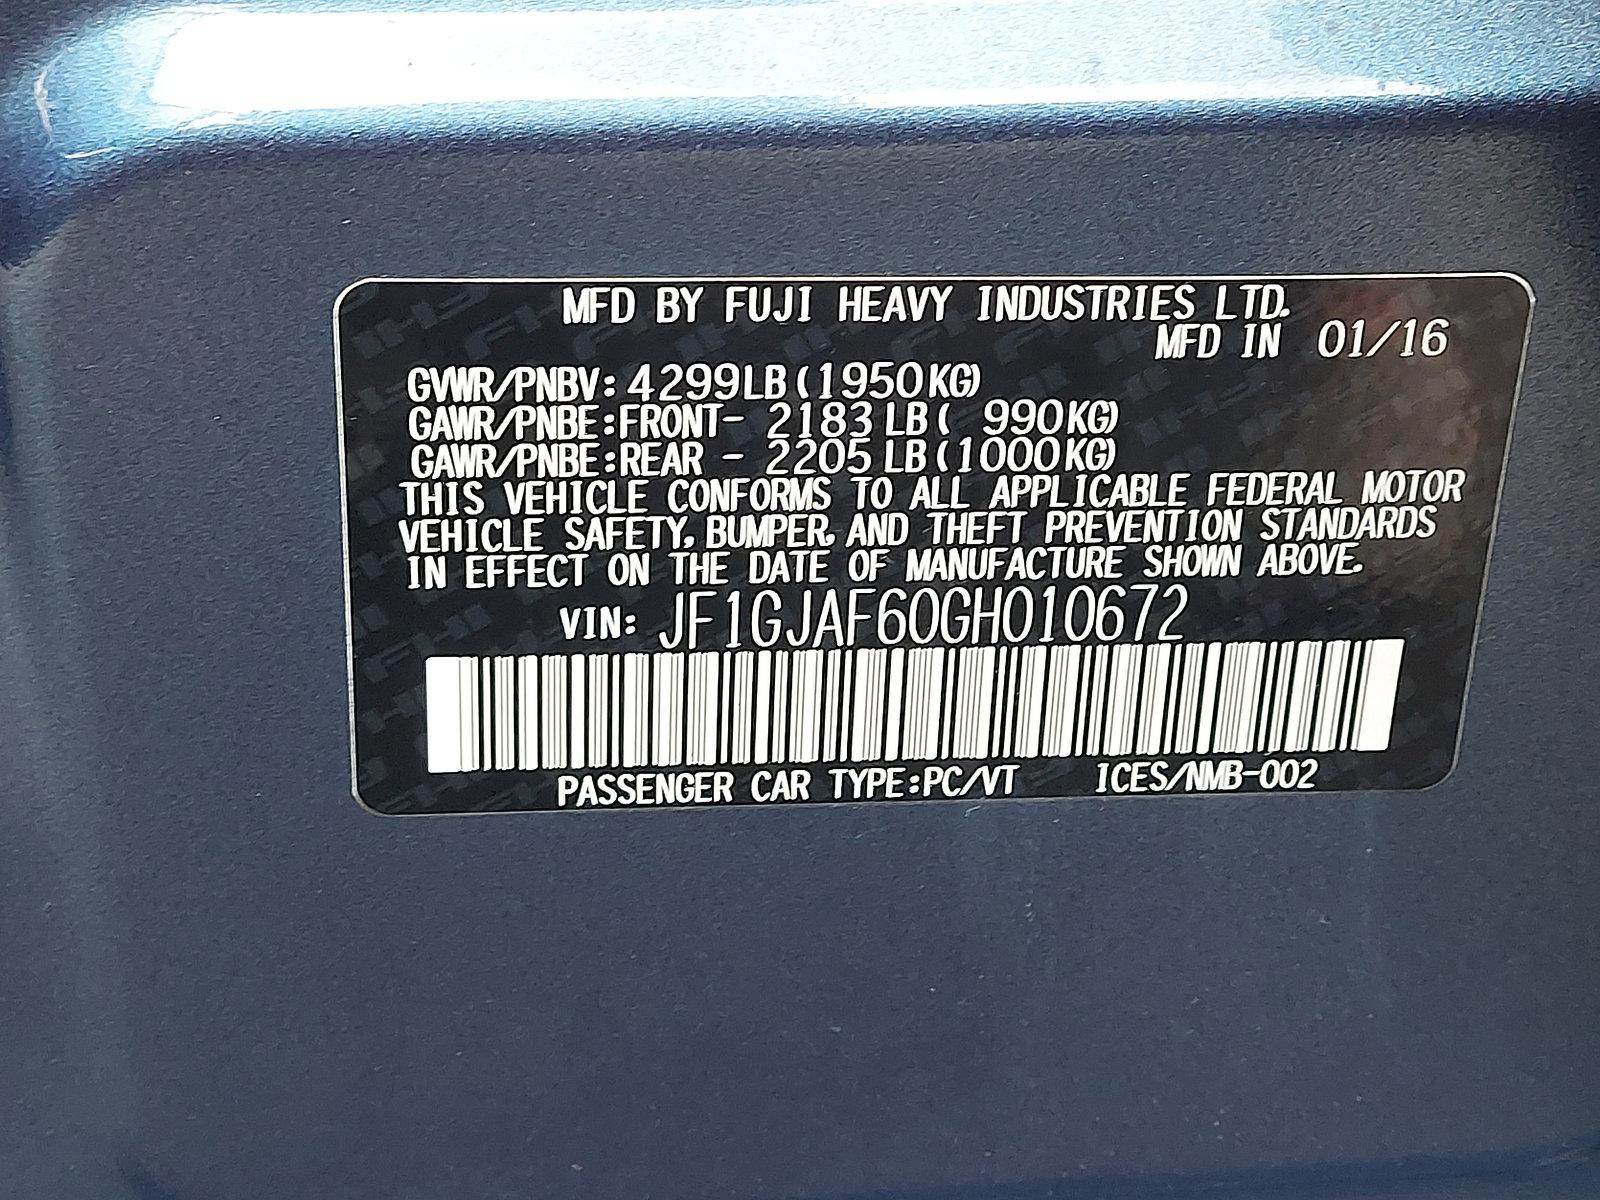 MFD BY FUJI HEAVY INDUSTRIES LTD.
MFD IN 01/16
GVWR/PNBV: 4299LB (1950KG)
GAWR/PNBE:FRONT- 2183 LB ( 990KG)
GAWR/PNBE:REAR - 2205 LB (1000KG)
THIS VEHICLE CONFORMS TO ALL APPLICABLE FEDERAL MOTOR
VEHICLE SAFETY, BUMPER, AND THEFT PREVENTION STANDARDS
IN EFFECT ON THE DATE OF MANUFACTURE SHOWN ABOVE.
VIN: JF1GJAF60GH010672
PASSENGER CAR TYPE:PC/VT ICES/NMB-002